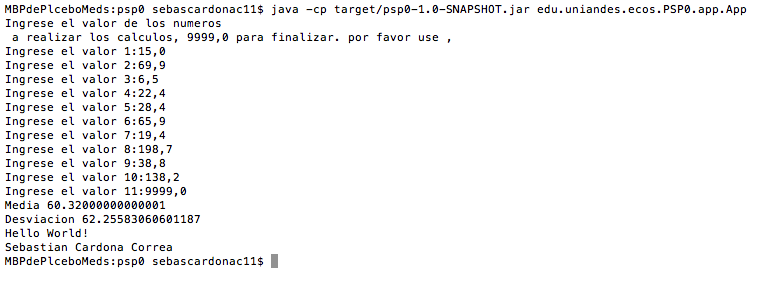 MBPdePlceboMeds:psp0 sebascardonac11$ java -cp target/psp0-1.0-SNAPSHOT.jar edu.uniandes.ecos.PSP0.app.App
Ingrese el valor de los numeros
 a realizar los calculos, 9999,0 para finalizar. por favor use ,
Ingrese el valor 1:15,0
Ingrese el valor 2:69,9
Ingrese el valor 3:6,5
Ingrese el valor 4:22,4
Ingrese el valor 5:28,4
Ingrese el valor 6:65,9
Ingrese el valor 7:19,4
Ingrese el valor 8:198,7
Ingrese el valor 9:38,8
Ingrese el valor 10:138,2
Ingrese el valor 11:9999,0
Media 60.32000000000001
Desviacion 62.25583060601187
Hello World!
Sebastian Cardona Correa
MBPdePlceboMeds:psp0 sebascardonac11$